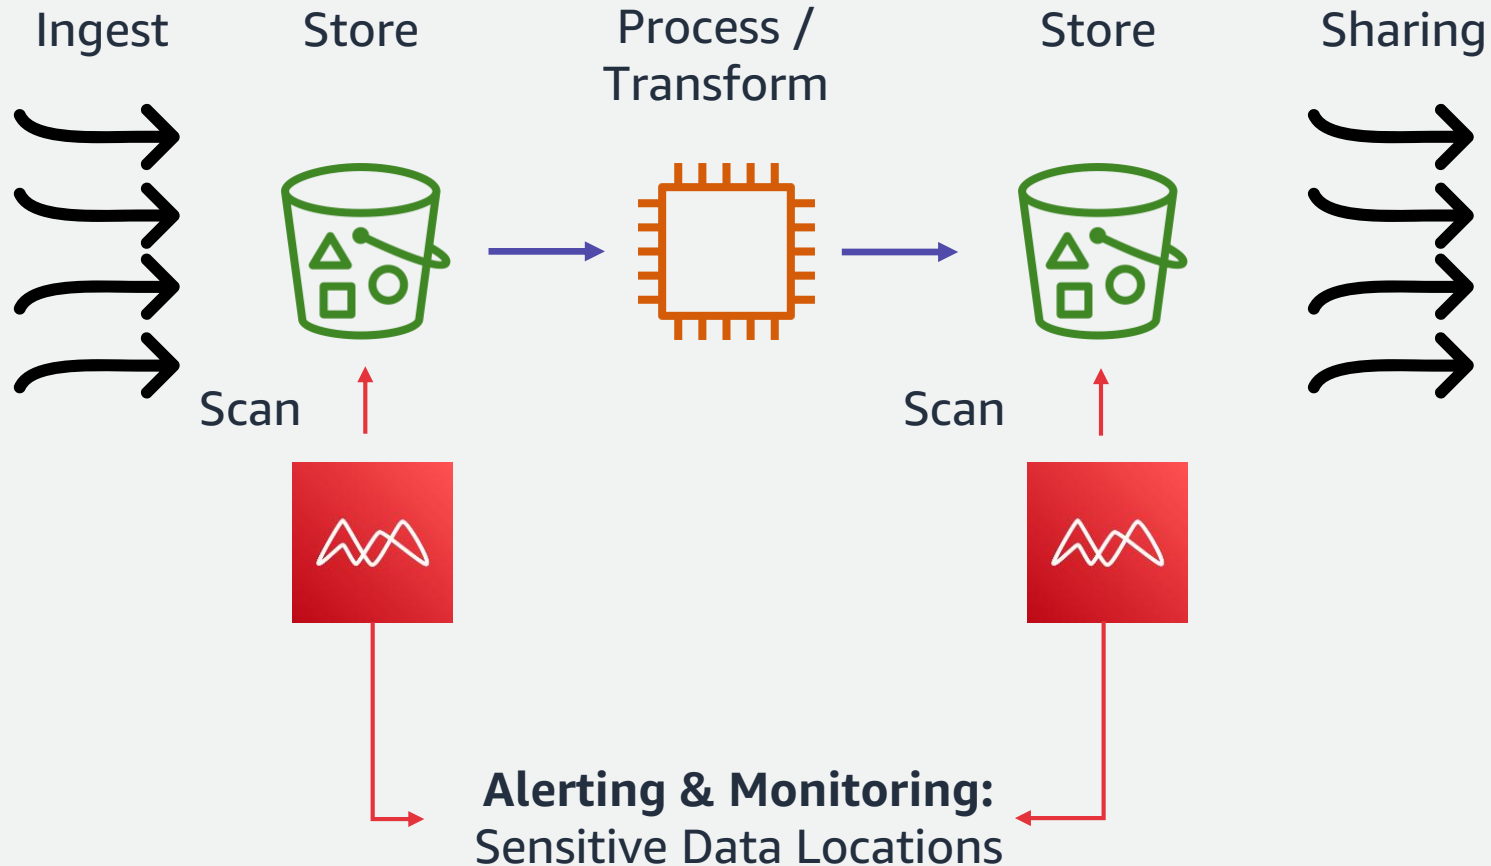 Ingest
Store
Process /
Transform
Store
Sharing
Scan
Scan
Alerting & Monitoring:
Sensitive Data Locations